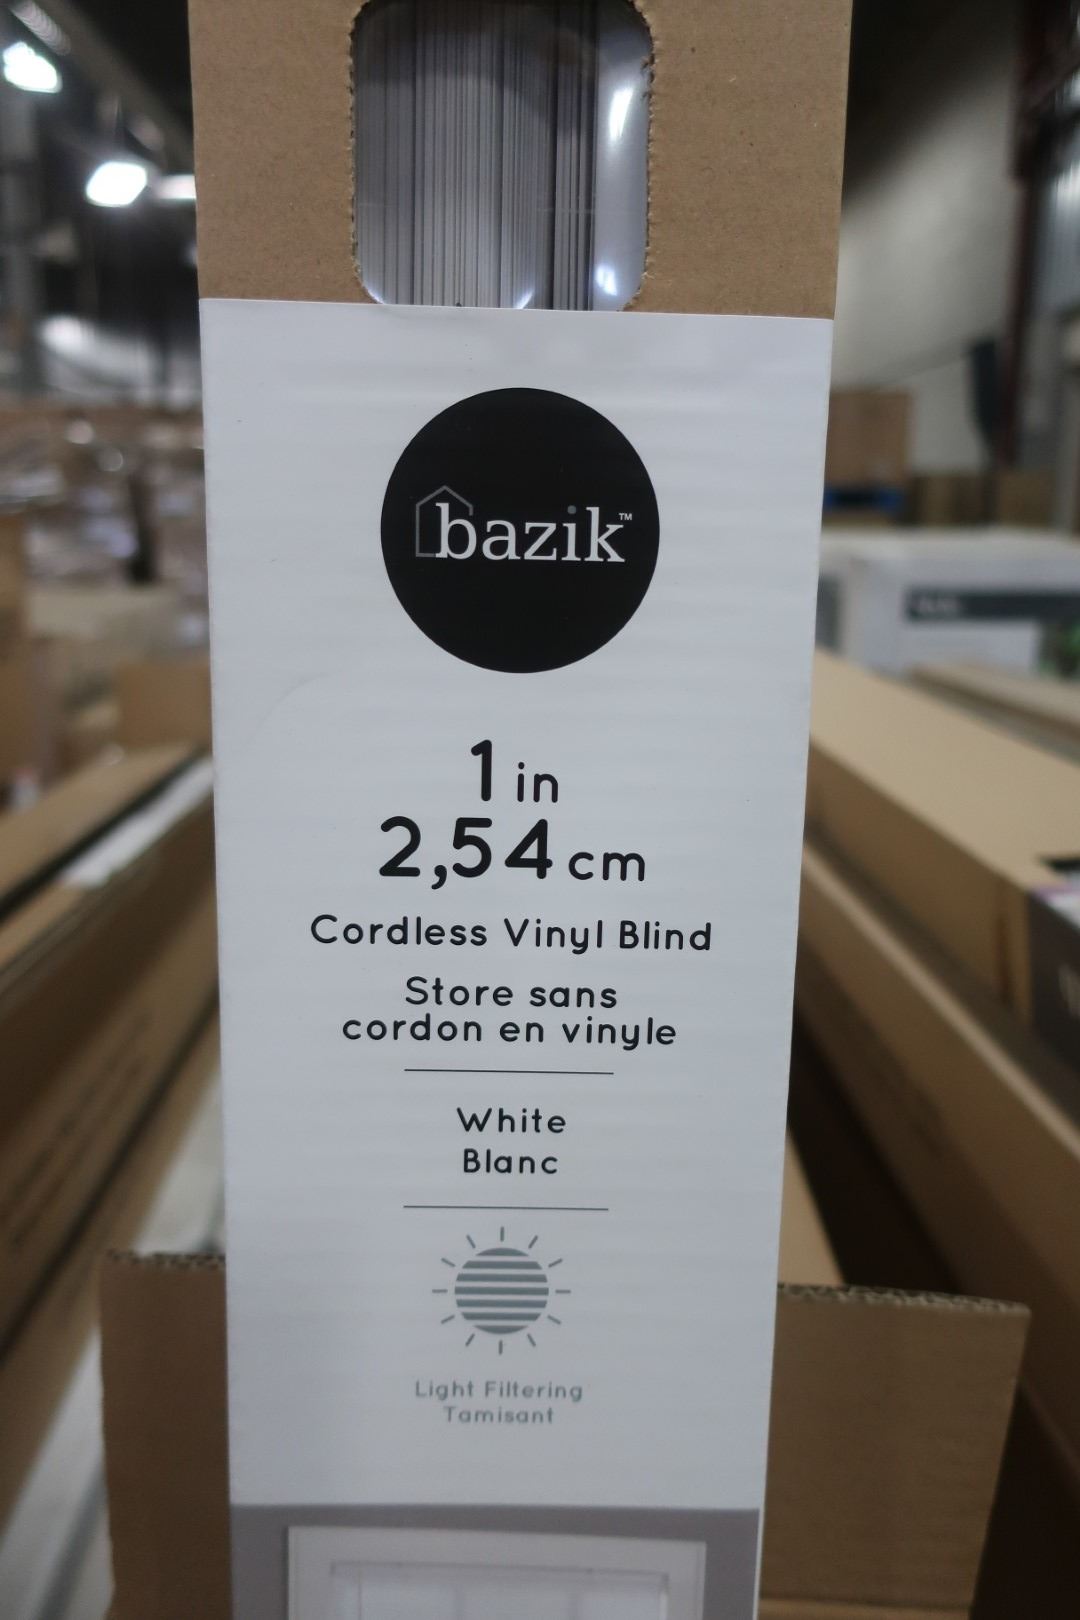 bazik™
1 in
2,54 cm
Cordless Vinyl Blind
Store sans
cordon en vinyle
White
Blanc
Light Filtering
Tamisant